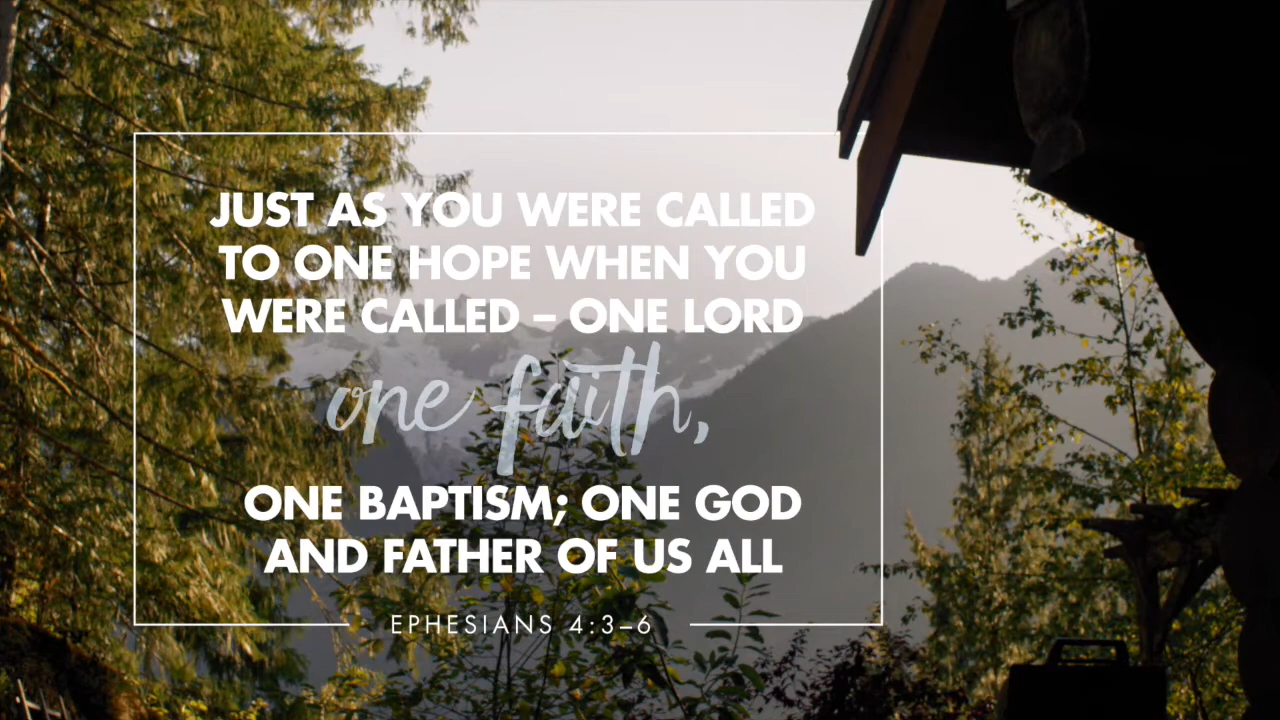 JUST AS YOU WERE CALLED
TO ONE HOPE WHEN YOU
WERE CALLED – ONE LORD
one faith,
ONE BAPTISM; ONE GOD
AND FATHER OF US ALL
EPHESIANS 4:3–6